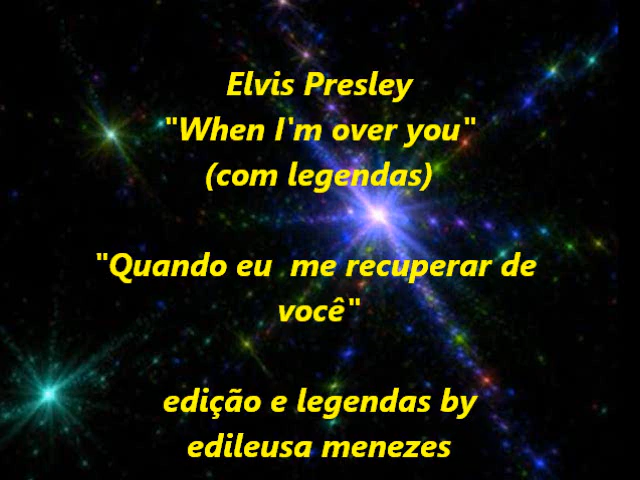 Elvis Presley
"When I'm over you"
(com legendas)
"Quando eu  me recuperar de
você"
edição e legendas by
edileusa menezes